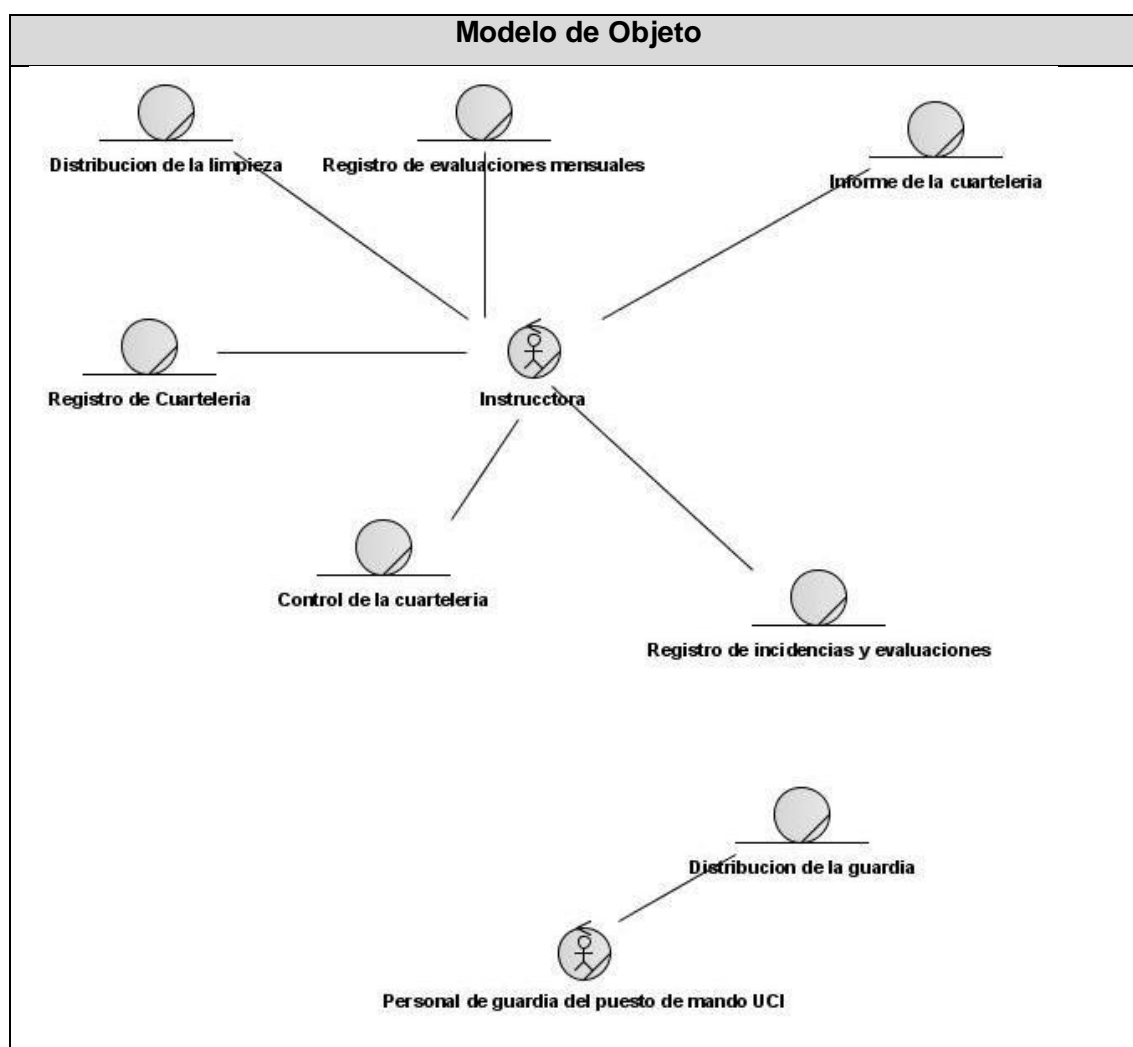 Modelo de Objeto
Distribucion de la limpieza
Registro de evaluaciones mensuales
Informe de la cuarteleria
Registro de Cuarteleria
Instrucctora
Control de la cuarteleria
Registro de incidencias y evaluaciones
Distribucion de la guardia
Personal de guardia del puesto de mando UCI